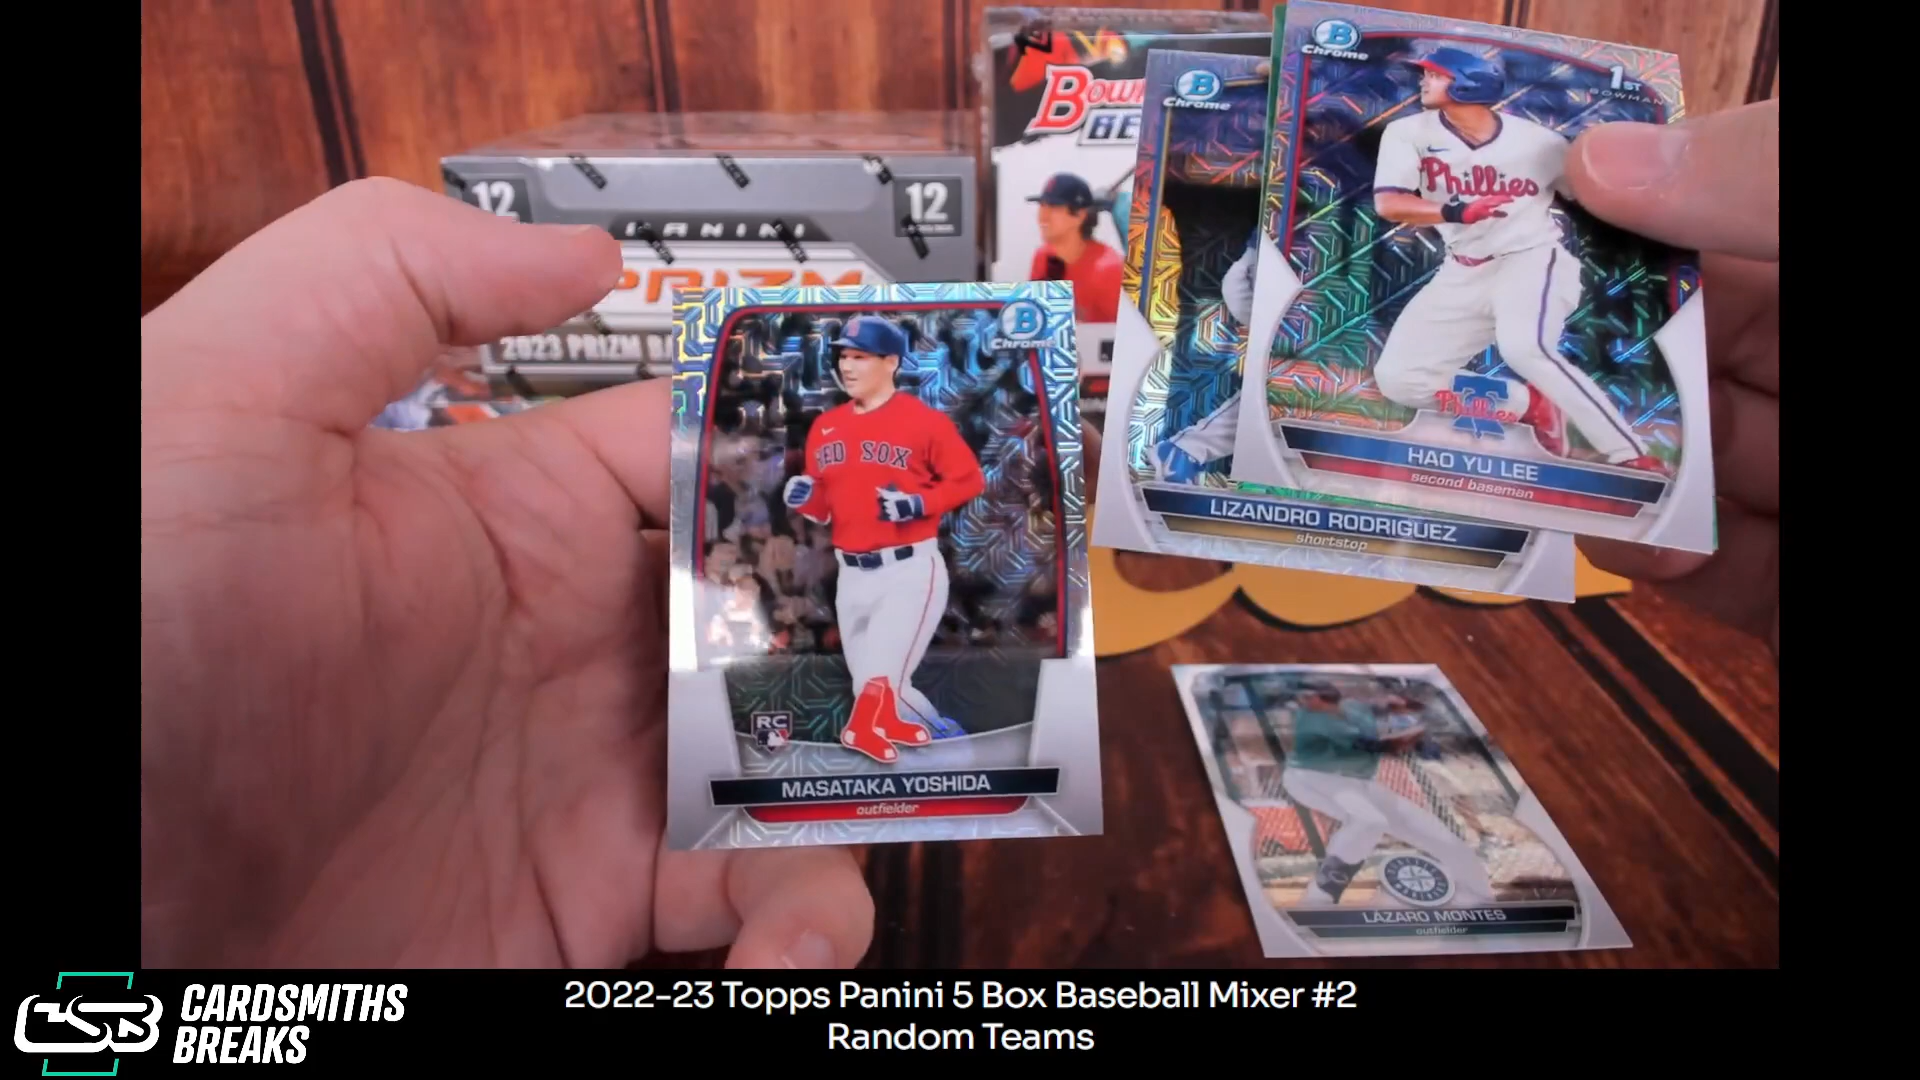 12
PANINI
12
PRIZM
2023 PRIZM
B
Chrome
RED SOX
RC
MASATAKA YOSHIDA
outfielder
B
Chrome
LIZANDRO RODRIGUEZ
shortstop
B
Chrome
1ST
BOWMAN
Phillies
Phillies
HAO YU LEE
second baseman
LÁZARO MONTES
outfielder
CSB CARDSMITHS
BREAKS
2022-23 Topps Panini 5 Box Baseball Mixer #2
Random Teams